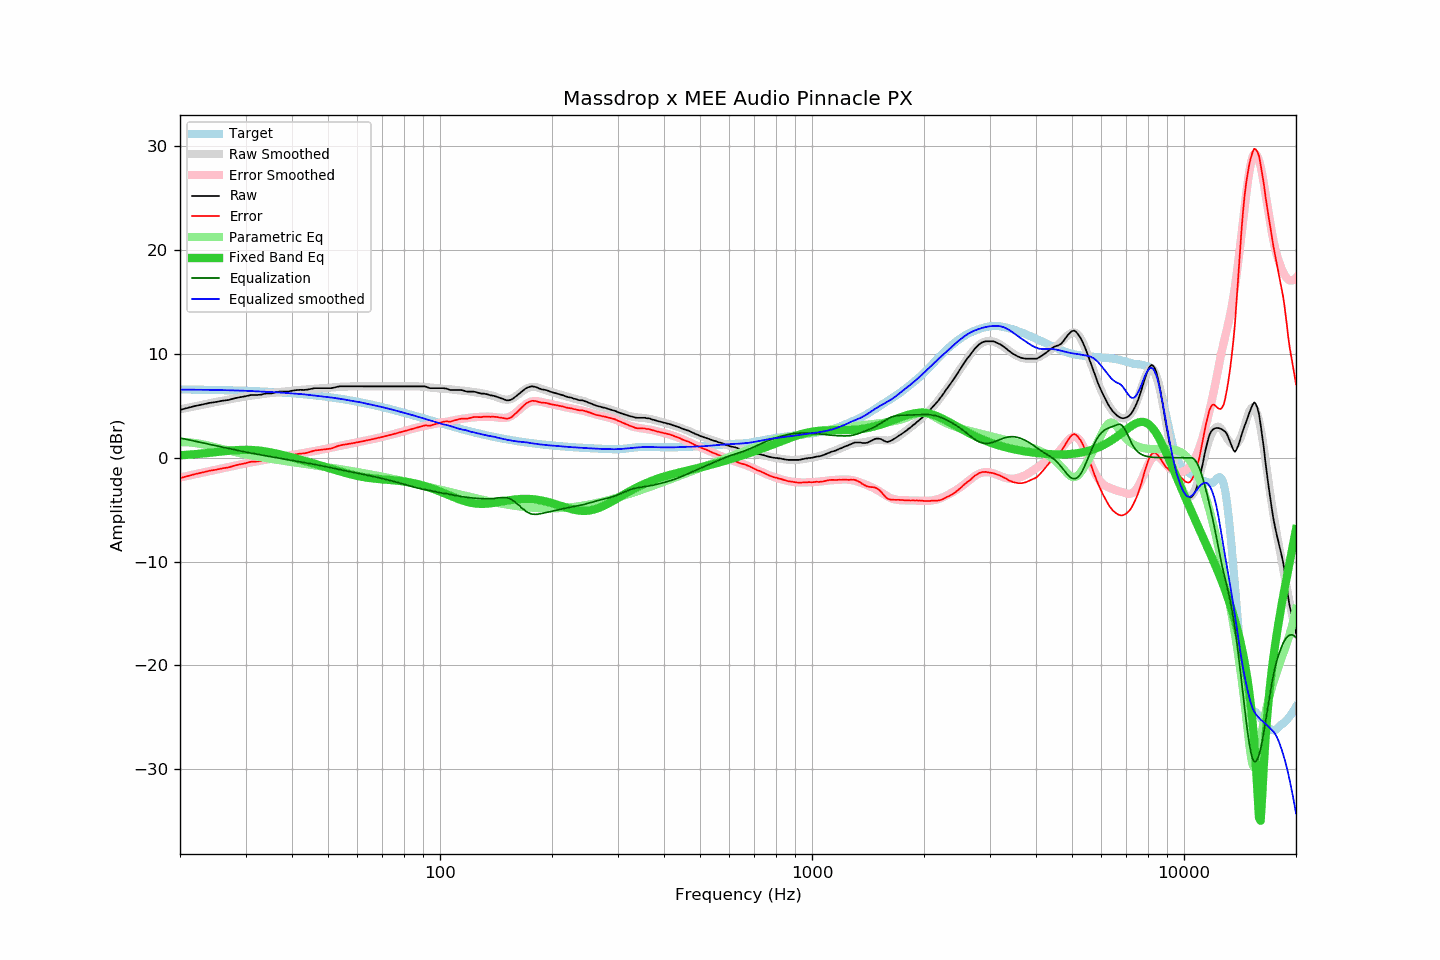 Massdrop x MEE Audio Pinnacle PX
Target
Raw Smoothed
Error Smoothed
Raw
Error
Parametric Eq
Fixed Band Eq
Equalization
Equalized smoothed
30
20
10
0
−10
−20
−30
Amplitude (dBr)
100 1000 10000
Frequency (Hz)